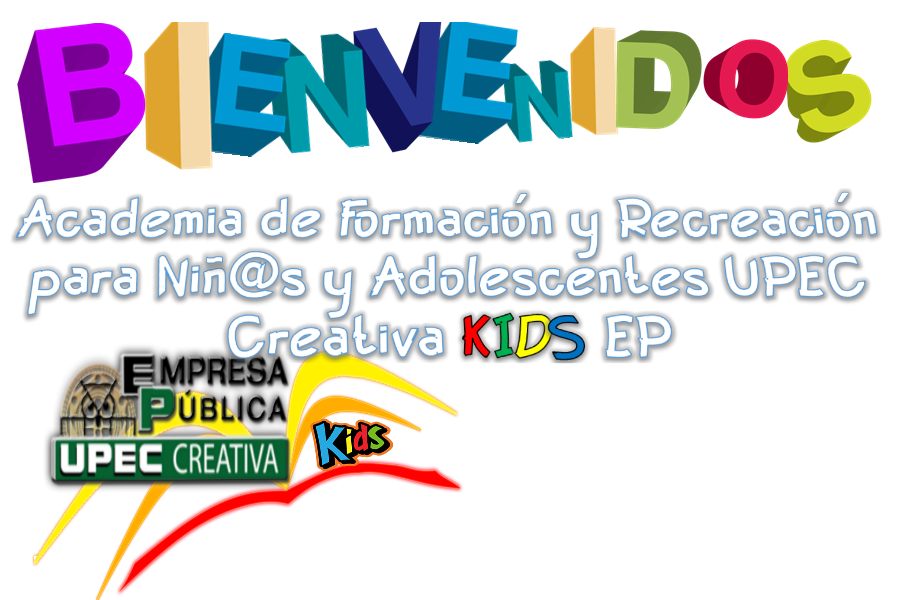 BIENVENIDOS
Academia de Formación y Recreación
para Niñ@s y Adolescentes UPEC
Creativa KIDS EP
EMPRESA
PÚBLICA
UPEC CREATIVA
Kids